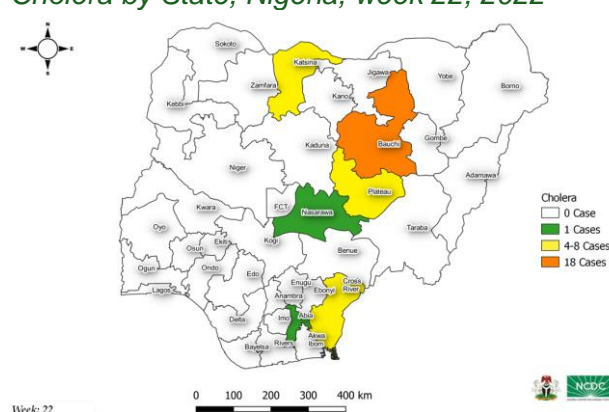 Cholera by State, Nigeria, week 22, 2022
N
W
E
S
Sokoto
Katsina
Jigawa
Yobe
Borno
Zamfara
Kano
Kebbi
Kaduna
Bauchi
Gombe
Niger
Adamawa
Plateau
FCT
Nasarawa
Kwara
Taraba
Oyo
Kogi
Benue
Osun
Ekiti
Ogun
Ondo
Edo
Enugu
Cross
River
Lagos
Anambra
Ebonyi
Delta
Imo
Abia
Akwa
Ibom
Bayelsa
Rivers
Cholera
0 Case
1 Cases
4-8 Cases
18 Cases
0 100 200 300 400 km
Week: 22
NCDC